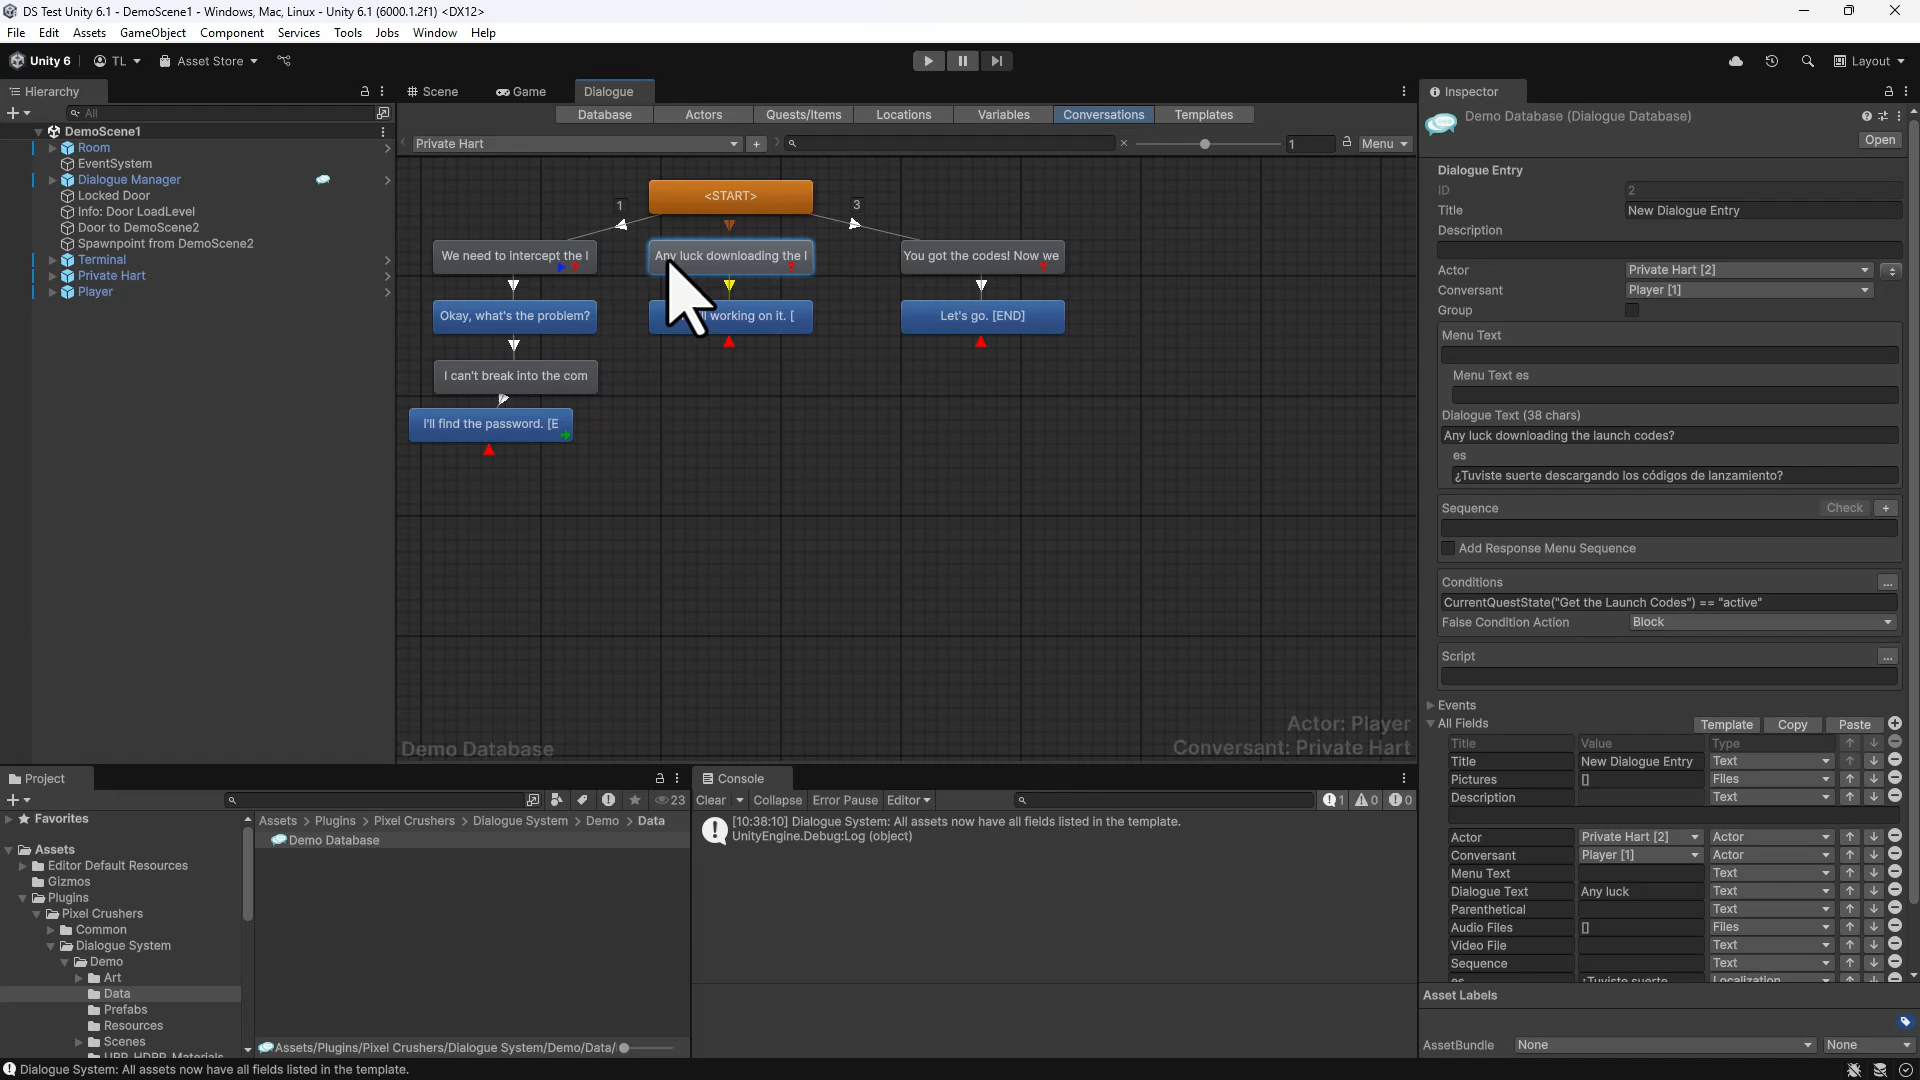 DS Test Unity 6.1 - DemoScene1 - Windows, Mac, Linux - Unity 6.1 (6000.1.2f1) <DX12>
File Edit Assets GameObject Component Services Tools Jobs Window Help
Unity 6 TL Asset Store Layout
Hierarchy
All
DemoScene1
Room
EventSystem
Dialogue Manager
Locked Door
Info: Door LoadLevel
Door to DemoScene2
Spawnpoint from DemoScene2
Terminal
Private Hart
Player
Scene Game Dialogue
Database Actors Quests/Items Locations Variables Conversations Templates
Private Hart + 1 Menu
<START>
1 3
We need to intercept the l
Any luck downloading the l
You got the codes! Now we
Okay, what's the problem?
working on it. [
Let's go. [END]
I can't break into the com
I'll find the password. [E
Actor: Player
Demo Database
Conversant: Private Hart
Inspector
Demo Database (Dialogue Database)
Open
Dialogue Entry
ID 2
Title New Dialogue Entry
Description
Actor Private Hart [2]
Conversant Player [1]
Group
Menu Text
Menu Text es
Dialogue Text (38 chars)
Any luck downloading the launch codes?
es
¿Tuviste suerte descargando los códigos de lanzamiento?
Sequence Check +
Add Response Menu Sequence
Conditions ...
CurrentQuestState("Get the Launch Codes") == "active"
False Condition Action Block
Script ...
Events
All Fields Template Copy Paste
Title Value Type
Title New Dialogue Entry Text
Pictures [] Files
Description Text
Actor Private Hart [2] Actor
Conversant Player [1] Actor
Menu Text Text
Dialogue Text Any luck Text
Parenthetical Text
Audio Files [] Files
Video File Text
Sequence Text
es ¿Tuviste suerte Localization
Asset Labels
AssetBundle None None
Project
23
Favorites
Assets
Editor Default Resources
Gizmos
Plugins
Pixel Crushers
Common
Dialogue System
Demo
Art
Data
Prefabs
Resources
Scenes
URP HDRP Materials
Assets > Plugins > Pixel Crushers > Dialogue System > Demo > Data
Demo Database
Assets/Plugins/Pixel Crushers/Dialogue System/Demo/Data/
Console
Clear Collapse Error Pause Editor 1 0 0
[10:38:10] Dialogue System: All assets now have all fields listed in the template.
UnityEngine.Debug:Log (object)
Dialogue System: All assets now have all fields listed in the template.